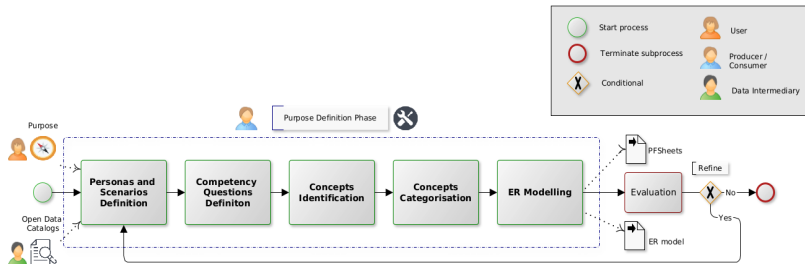 Start process
User
Terminate subprocess
Producer /
Consumer
Conditional
Data Intermediary
Purpose Definition Phase
Purpose
Open Data
Catalogs
Personas and
Scenarios
Definition
Competency
Questions
Definiton
Concepts
Identification
Concepts
Categorisation
ER Modelling
PFSheets
ER model
Evaluation
Refine
X
No
Yes
X